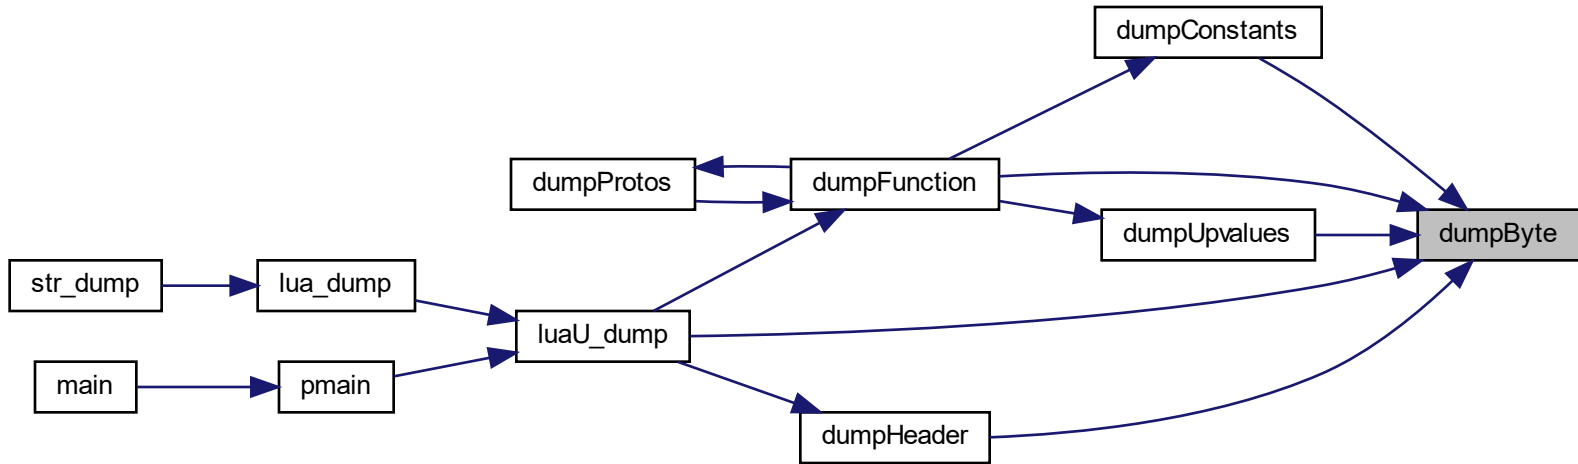 dumpConstants
dumpProtos
dumpFunction
dumpUpvalues
dumpByte
str_dump
lua_dump
luaU_dump
main
pmain
dumpHeader